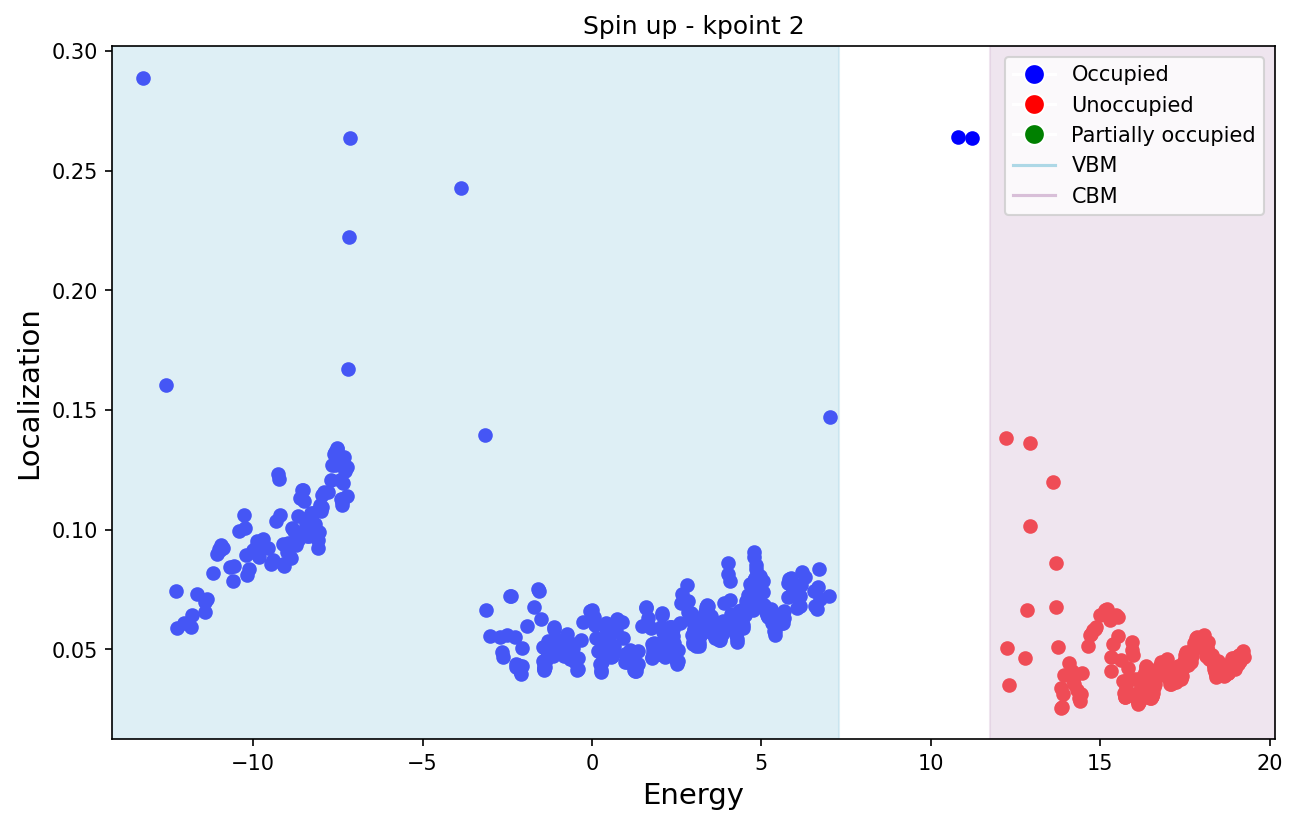 Spin up - kpoint 2
0.30
0.25
0.20
0.15
0.10
0.05
Localization
Occupied
Unoccupied
Partially occupied
VBM
CBM
−10
−5
0
5
10
15
20
Energy